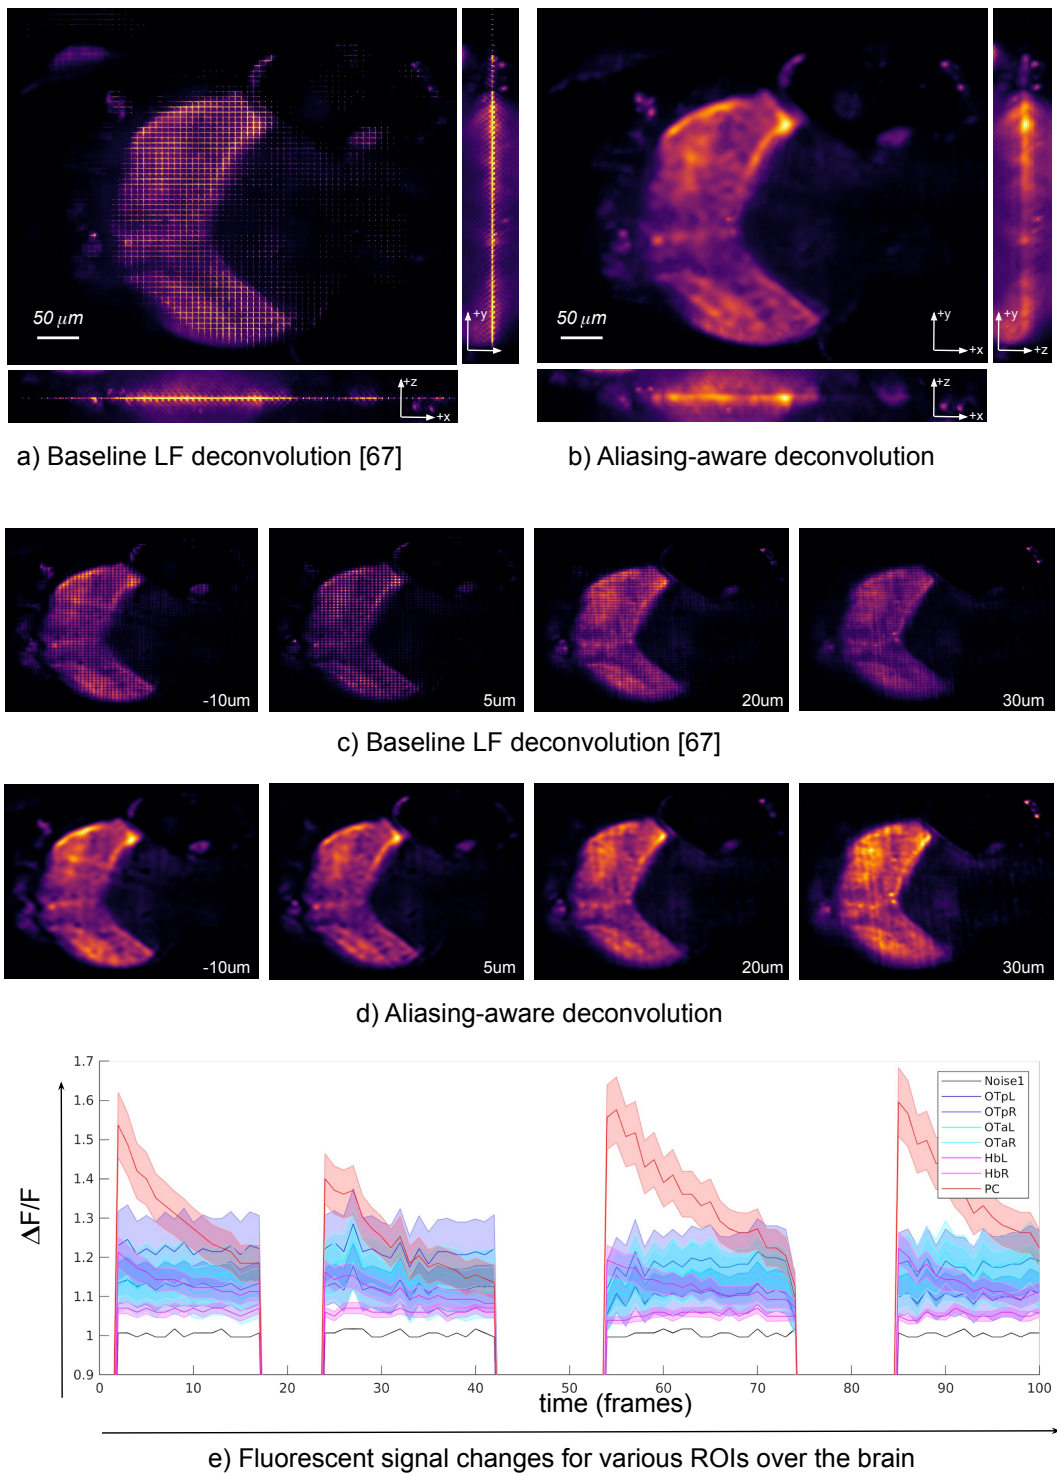 50 μm
+y
+z
+x
a) Baseline LF deconvolution [67]
50 μm
+x
+y
+z
+z
+x
b) Aliasing-aware deconvolution
-10um
5um
20um
30um
c) Baseline LF deconvolution [67]
-10um
5um
20um
30um
d) Aliasing-aware deconvolution
1.7
1.6
1.5
1.4
1.3
1.2
1.1
1
0.9
ΔF/F
Noise1
OTpL
OTpR
OTaL
OTaR
HbL
HbR
PC
0 10 20 30 40 50 60 70 80 90 100
time (frames)
e) Fluorescent signal changes for various ROIs over the brain